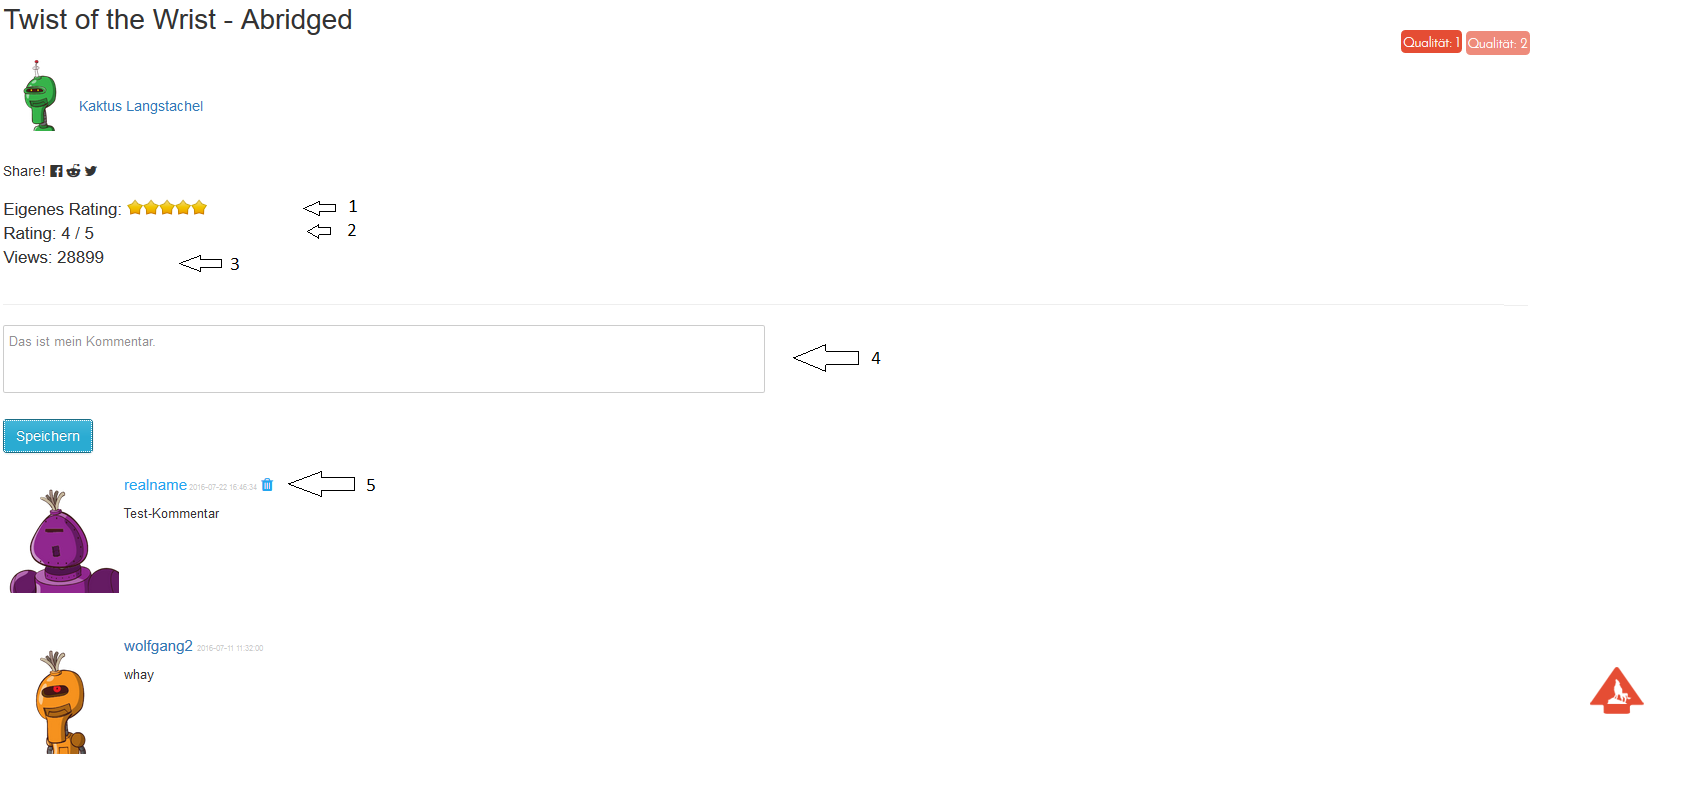 Twist of the Wrist - Abridged
Qualität: 1 Qualität: 2
Kaktus Langstachel
Share!
Eigenes Rating: 1
Rating: 4 / 5 2
Views: 28899 3
Das ist mein Kommentar. 4
Speichern
realname 2016-07-22 16:46:34 5
Test-Kommentar
wolfgang2 2016-07-11 11:32:00
whay